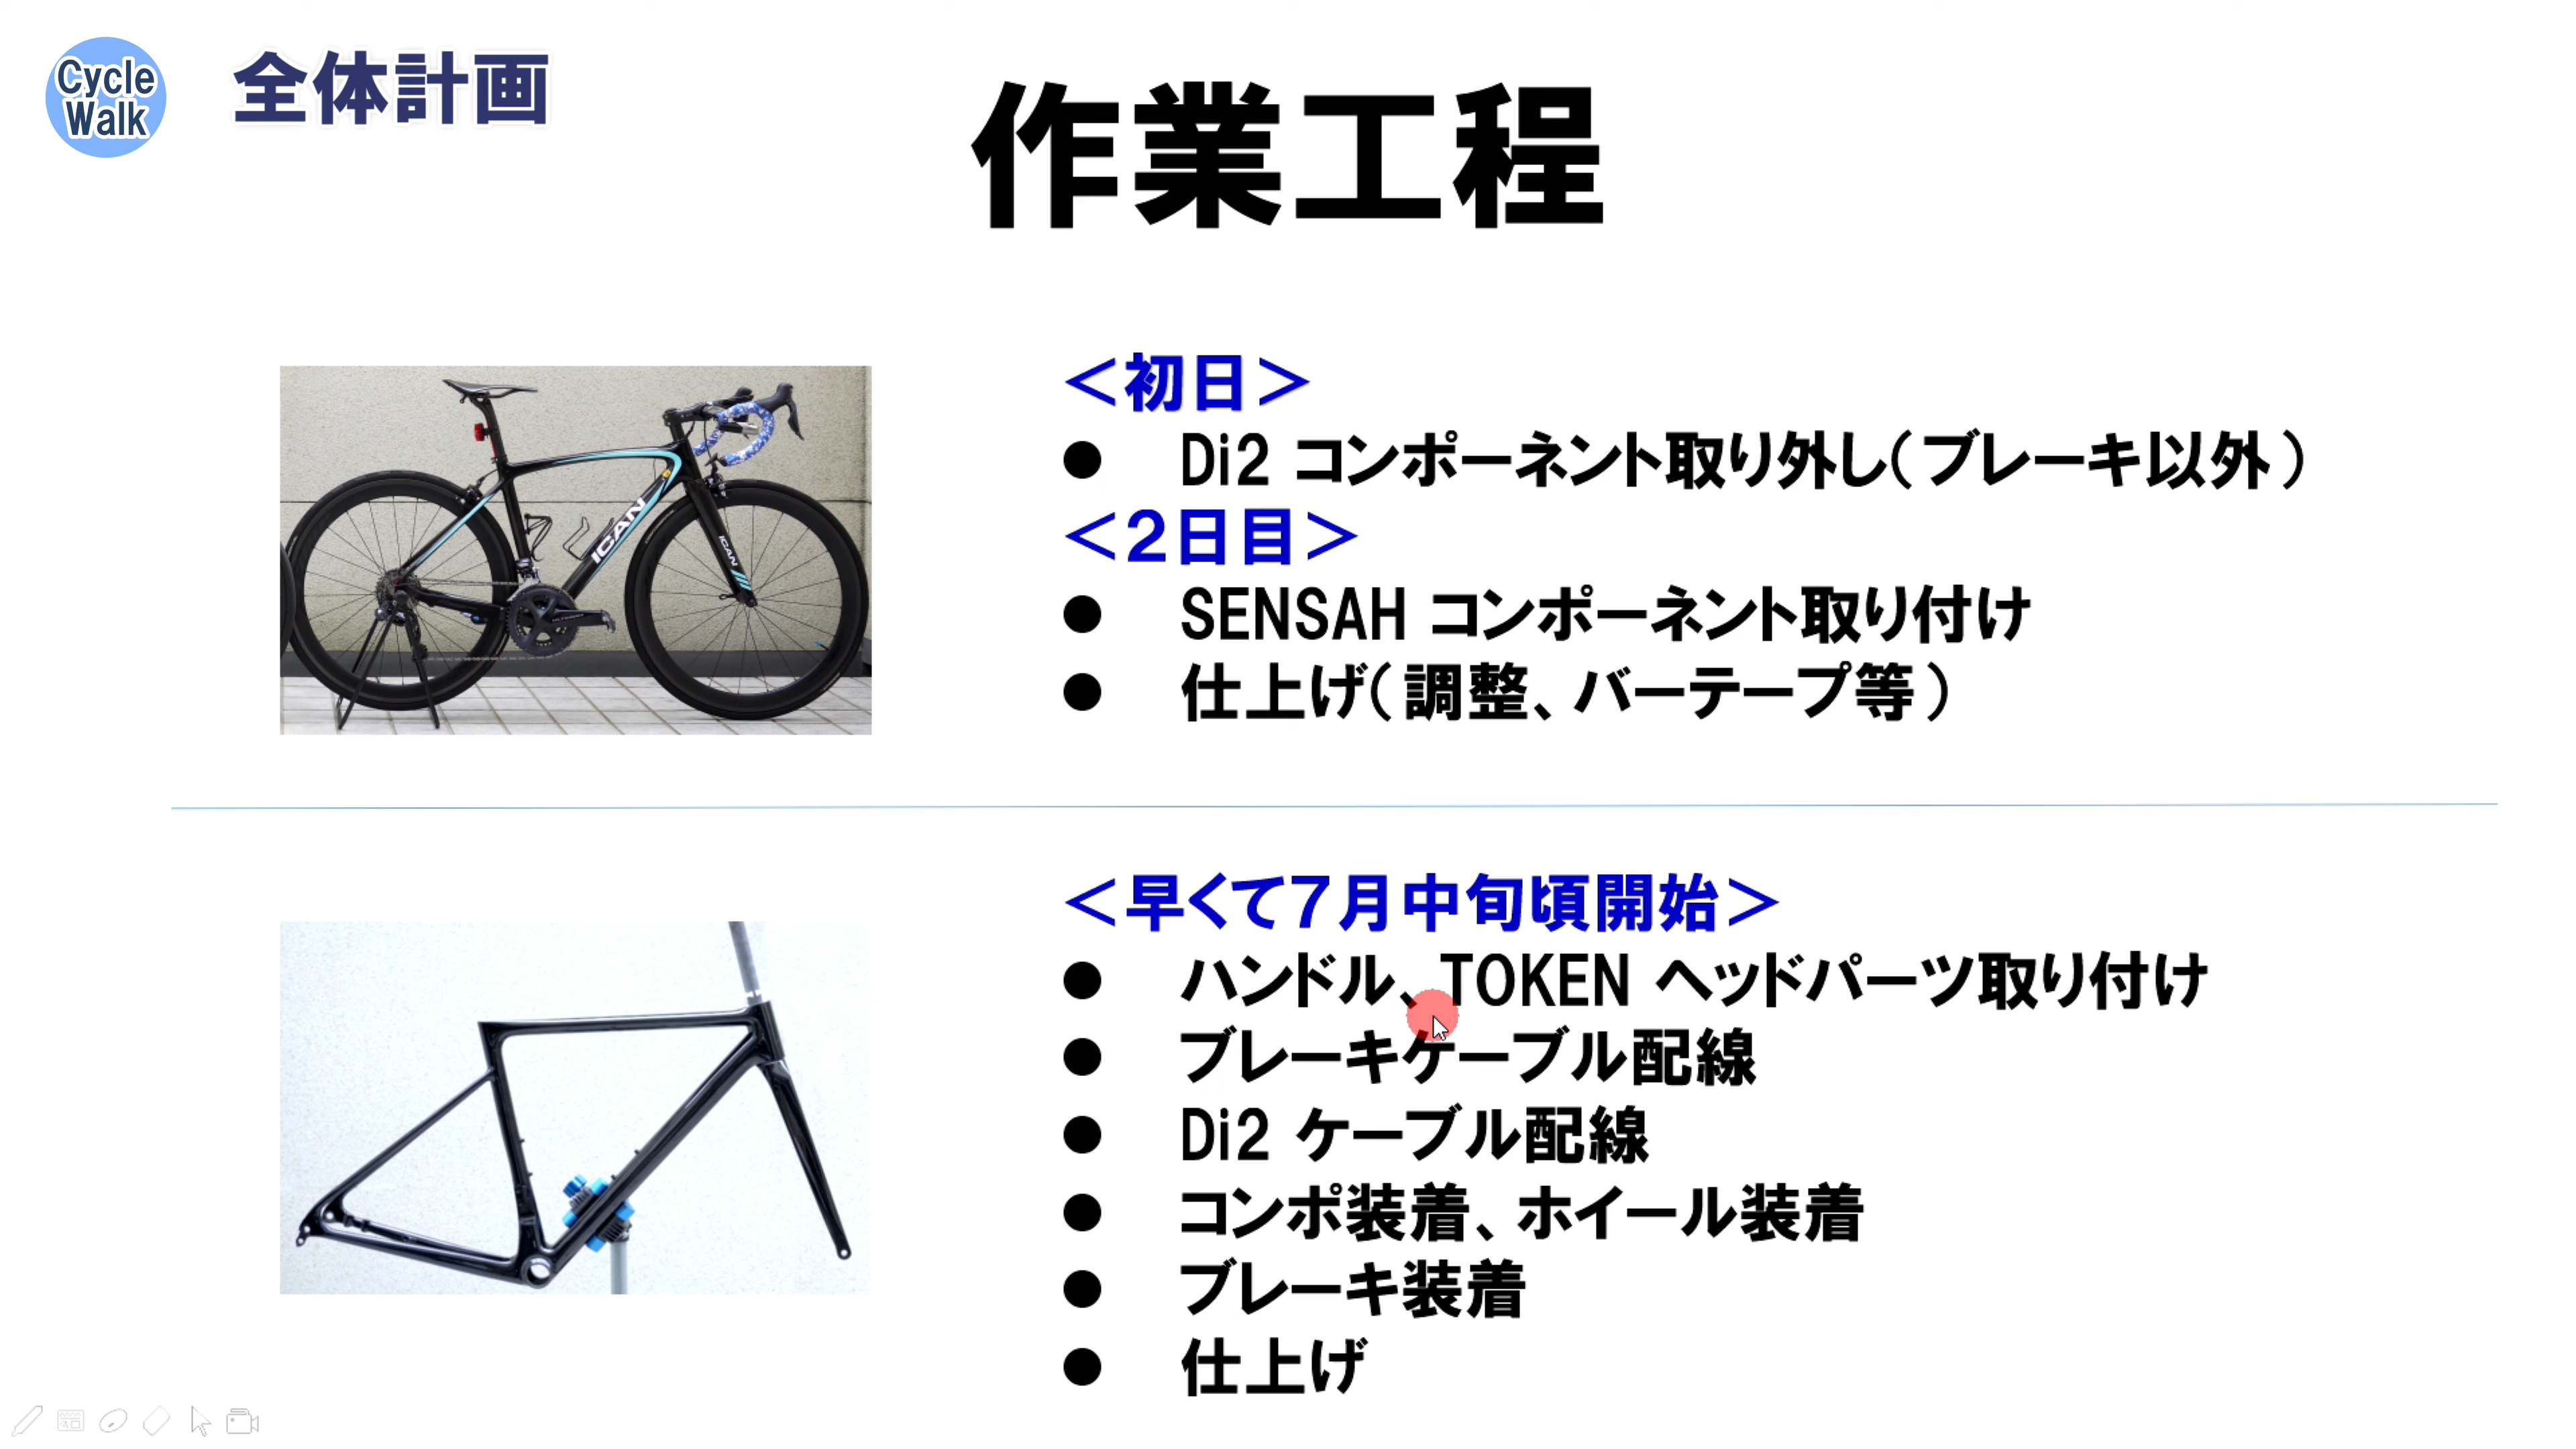 Cycle
Walk
全体計画
作業工程
＜初日＞
● Di2 コンポーネント取り外し（ブレーキ以外）
＜２日目＞
● SENSAH コンポーネント取り付け
● 仕上げ（調整、バーテープ等）
ICAN
ICAN
＜早くて７月中旬頃開始＞
● ハンドル、TOKEN ヘッドパーツ取り付け
● ブレーキケーブル配線
● Di2 ケーブル配線
● コンポ装着、ホイール装着
● ブレーキ装着
● 仕上げ